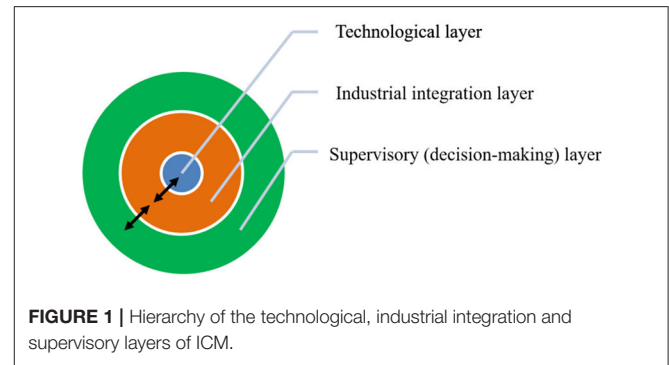 Technological layer
Industrial integration layer
Supervisory (decision-making) layer
FIGURE 1 | Hierarchy of the technological, industrial integration and
supervisory layers of ICM.